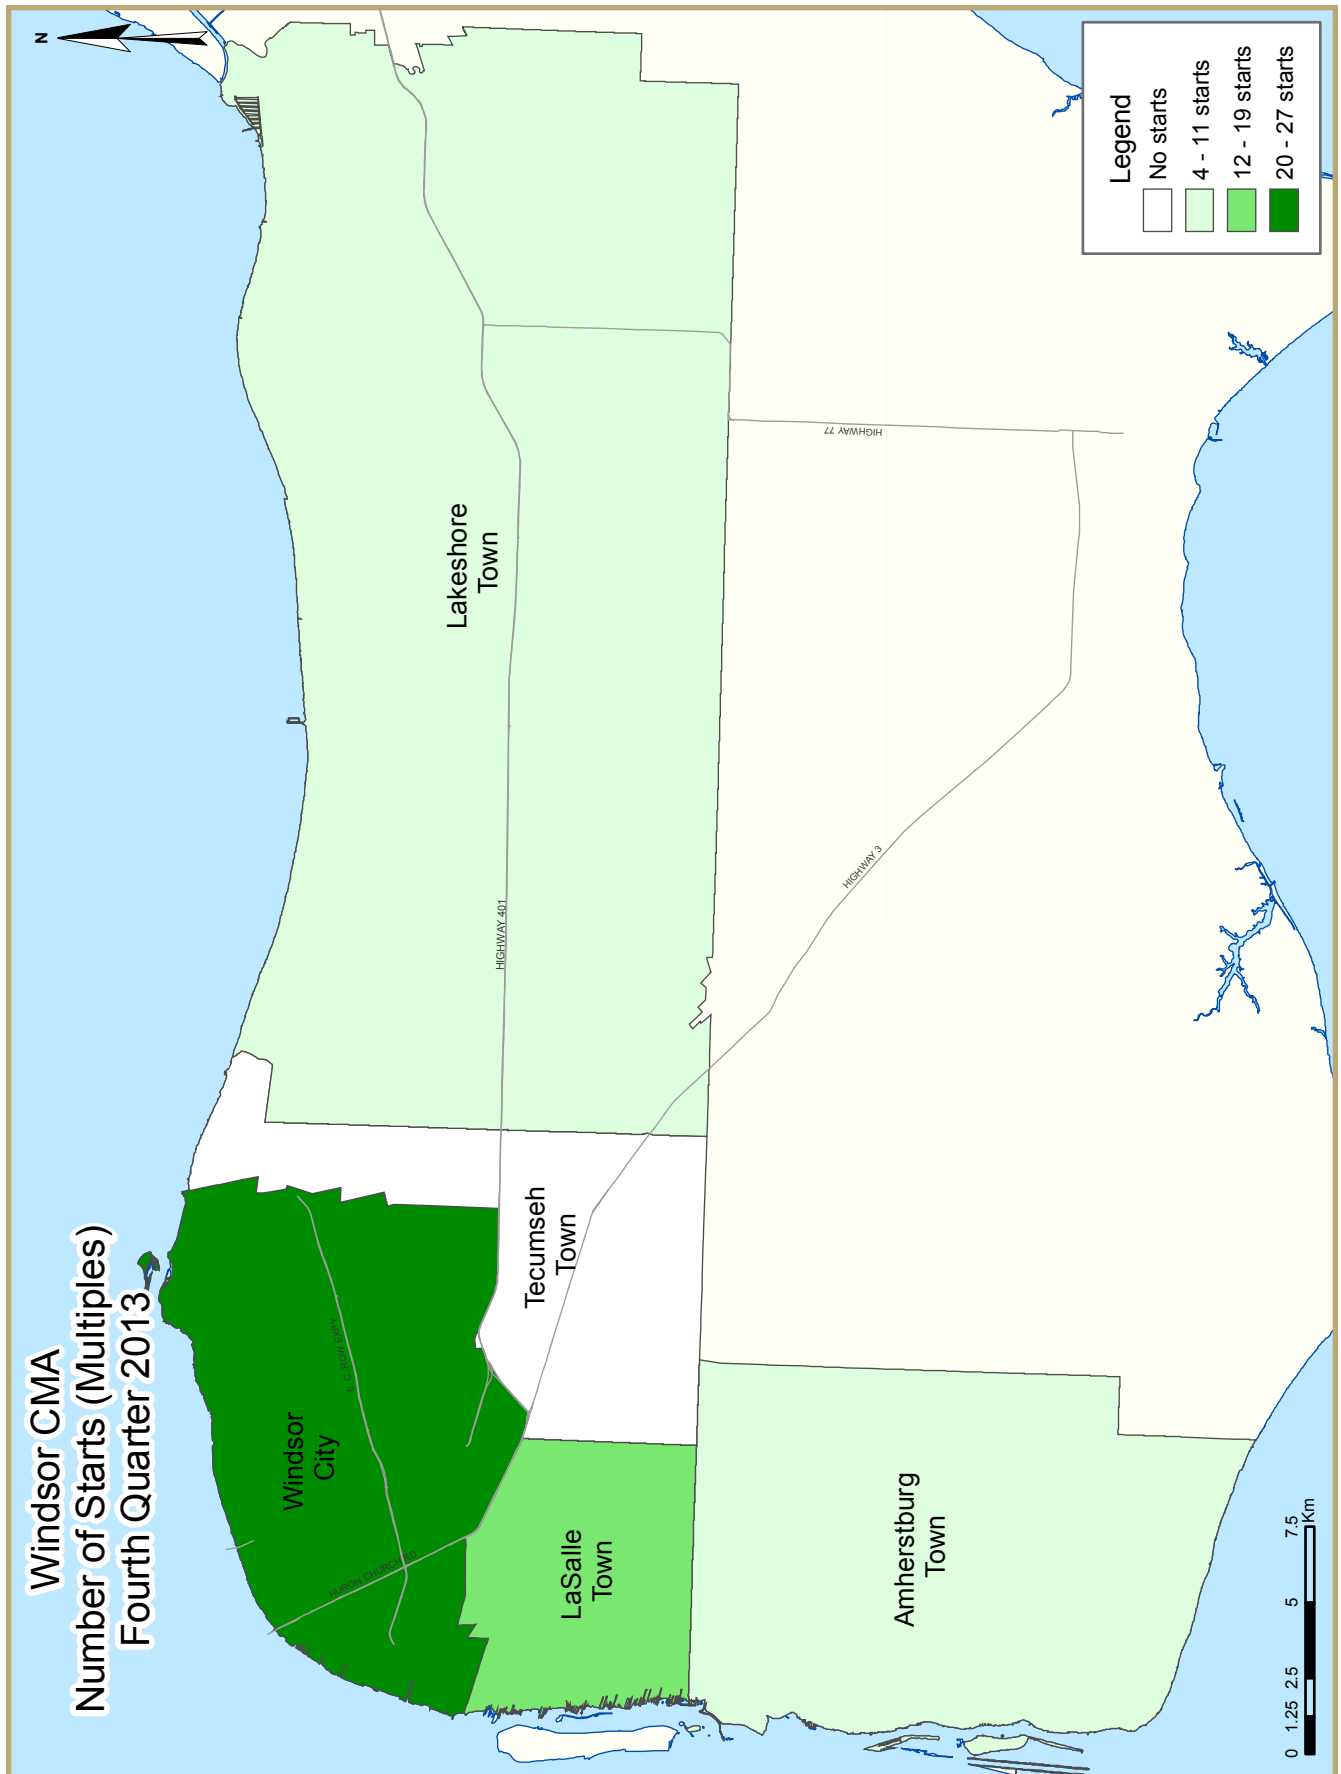 Windsor CMA
Number of Starts (Multiples)
Fourth Quarter 2013
N
Windsor
City
E. C. ROW EXPY
HURON CHURCH RD
LaSalle
Town
Tecumseh
Town
Lakeshore
Town
HIGHWAY 401
Amherstburg
Town
HIGHWAY 3
HIGHWAY 77
Legend
No starts
4 - 11 starts
12 - 19 starts
20 - 27 starts
0 1.25 2.5 5 7.5
Km